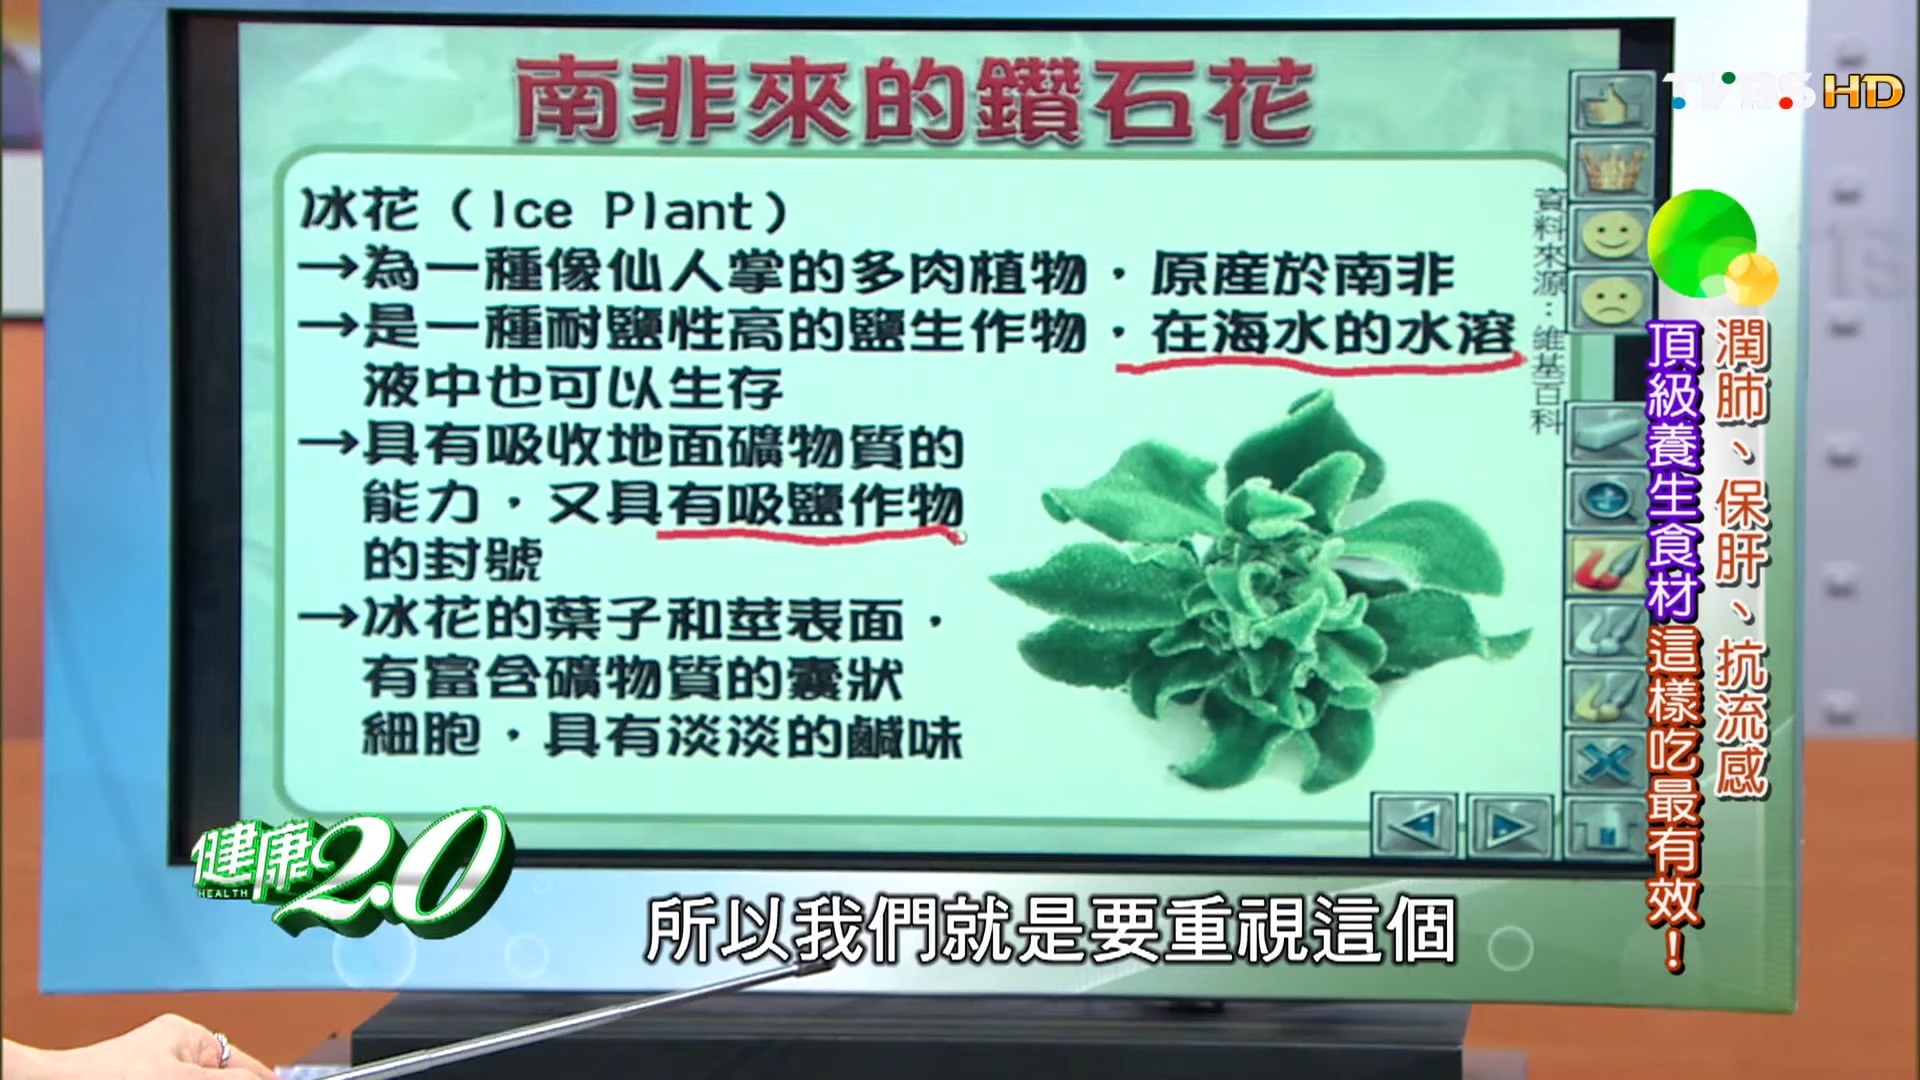 南非來的鑽石花
冰花（Ice Plant）
→為一種像仙人掌的多肉植物，原產於南非
→是一種耐鹽性高的鹽生作物，在海水的水溶
液中也可以生存
→具有吸收地面礦物質的
能力，又具有吸鹽作物
的封號
→冰花的葉子和莖表面，
有富含礦物質的囊狀
細胞，具有淡淡的鹹味
資料來源：維基百科
TVBS HD
潤肺、保肝、抗流感
頂級養生食材這樣吃最有效！
健康2.0
HEALTH
所以我們就是要重視這個